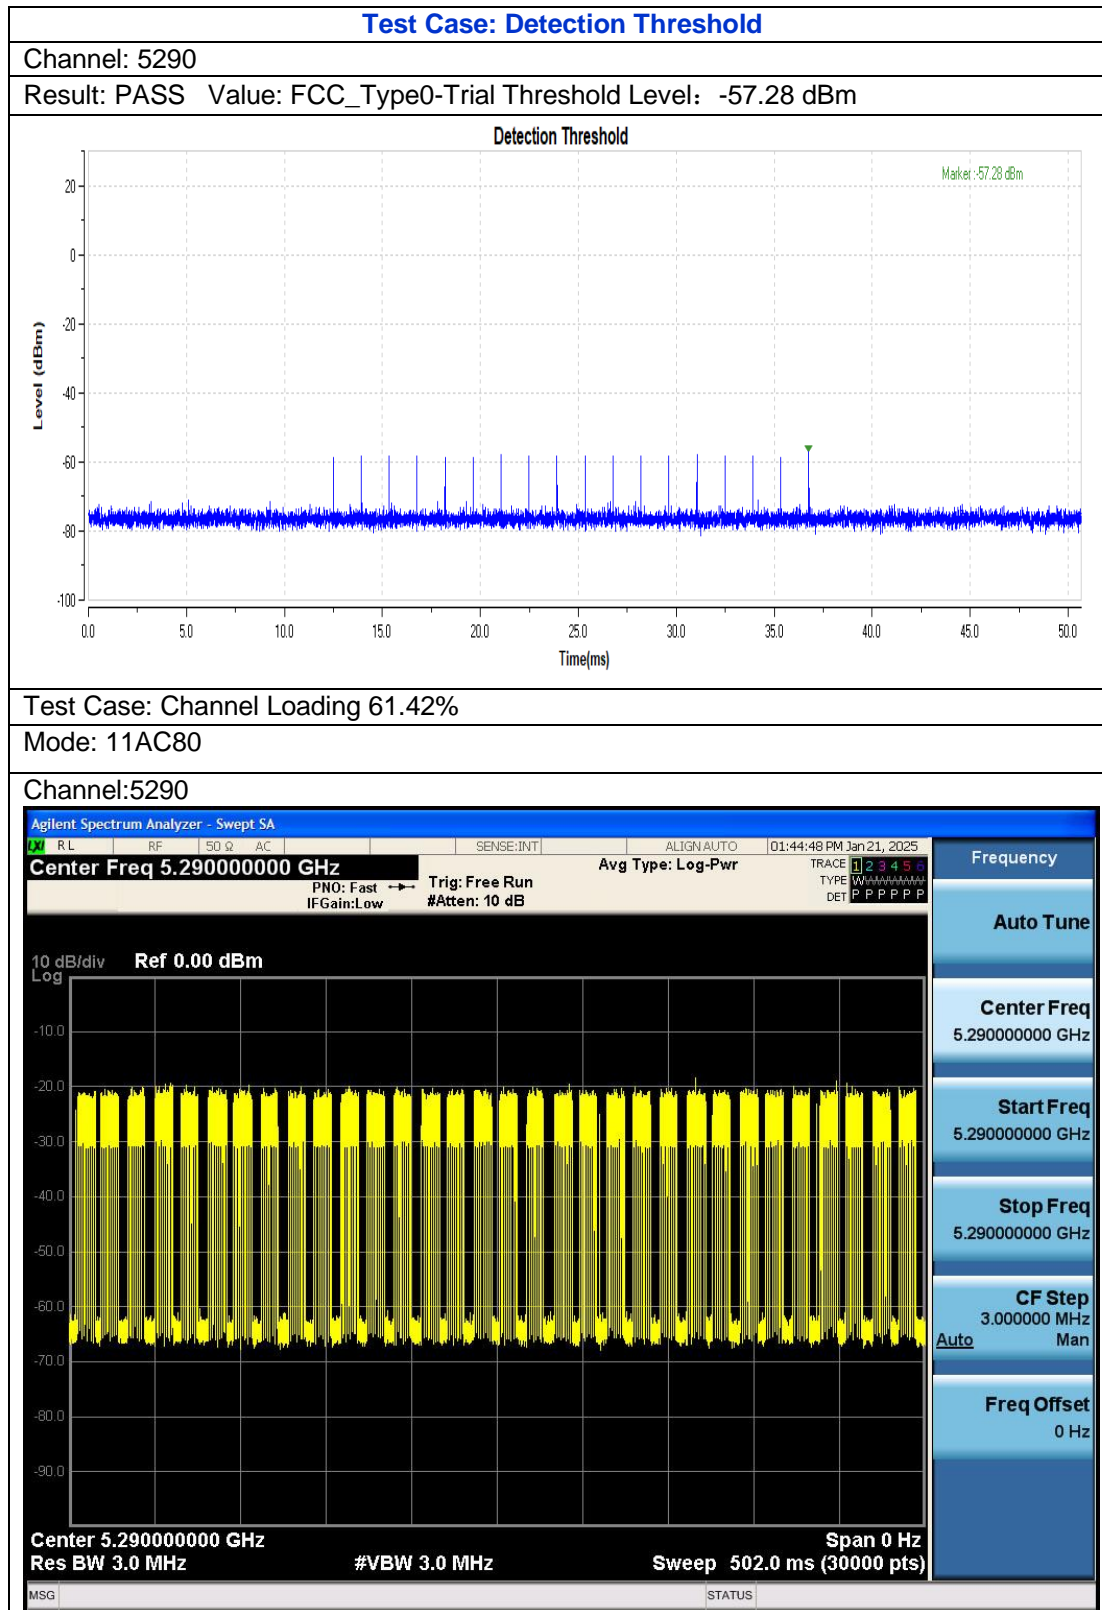 Test Case: Detection Threshold
Channel: 5290
Result: PASS   Value: FCC_Type0-Trial Threshold Level：-57.28 dBm
Detection Threshold
Marker :-57.28 dBm
20
0
-20
-40
-60
-80
-100
Level (dBm)
0.0 5.0 10.0 15.0 20.0 25.0 30.0 35.0 40.0 45.0 50.0
Time(ms)
Test Case: Channel Loading 61.42%
Mode: 11AC80
Channel:5290
Agilent Spectrum Analyzer - Swept SA
LXI RL RF 50 Ω AC SENSE:INT ALIGNAUTO 01:44:48 PM Jan 21, 2025
Center Freq 5.290000000 GHz
PNO: Fast
IFGain:Low
Trig: Free Run
#Atten: 10 dB
Avg Type: Log-Pwr
TRACE 1 2 3 4 5 6
TYPE WWWWWW
DET P P P P P P
10 dB/div
Log
Ref 0.00 dBm
-10.0
-20.0
-30.0
-40.0
-50.0
-60.0
-70.0
-80.0
-90.0
Center 5.290000000 GHz
Span 0 Hz
Res BW 3.0 MHz
#VBW 3.0 MHz
Sweep 502.0 ms (30000 pts)
MSG
STATUS
Frequency
Auto Tune
Center Freq
5.290000000 GHz
Start Freq
5.290000000 GHz
Stop Freq
5.290000000 GHz
CF Step
3.000000 MHz
Auto Man
Freq Offset
0 Hz